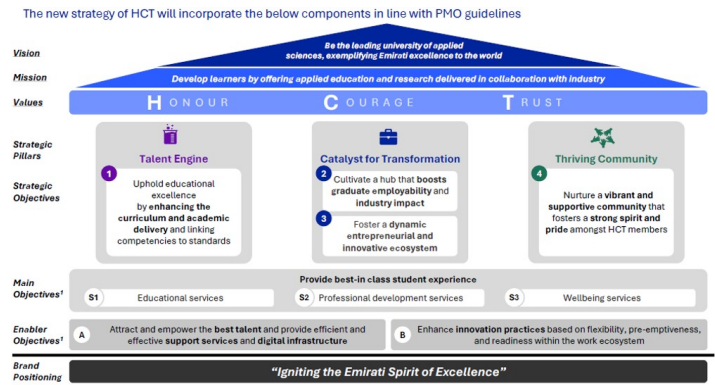 The new strategy of HCT will incorporate the below components in line with PMO guidelines
Vision
Be the leading university of applied
sciences, exemplifying Emirati excellence to the world
Mission
Develop learners by offering applied education and research delivered in collaboration with industry
Values
HONOUR
COURAGE
TRUST
Strategic
Pillars
Talent Engine
Catalyst for Transformation
Thriving Community
Strategic
Objectives
1
Uphold educational
excellence
by enhancing the
curriculum and academic
delivery and linking
competencies to standards
2
Cultivate a hub that boosts
graduate employability and
industry impact
3
Foster a dynamic
entrepreneurial and
innovative ecosystem
4
Nurture a vibrant and
supportive community that
fosters a strong spirit and
pride amongst HCT members
Main
Objectives¹
Provide best-in class student experience
S1 Educational services
S2 Professional development services
S3 Wellbeing services
Enabler
Objectives¹
A
Attract and empower the best talent and provide efficient and
effective support services and digital infrastructure
B
Enhance innovation practices based on flexibility, pre-emptiveness,
and readiness within the work ecosystem
Brand
Positioning
“Igniting the Emirati Spirit of Excellence”